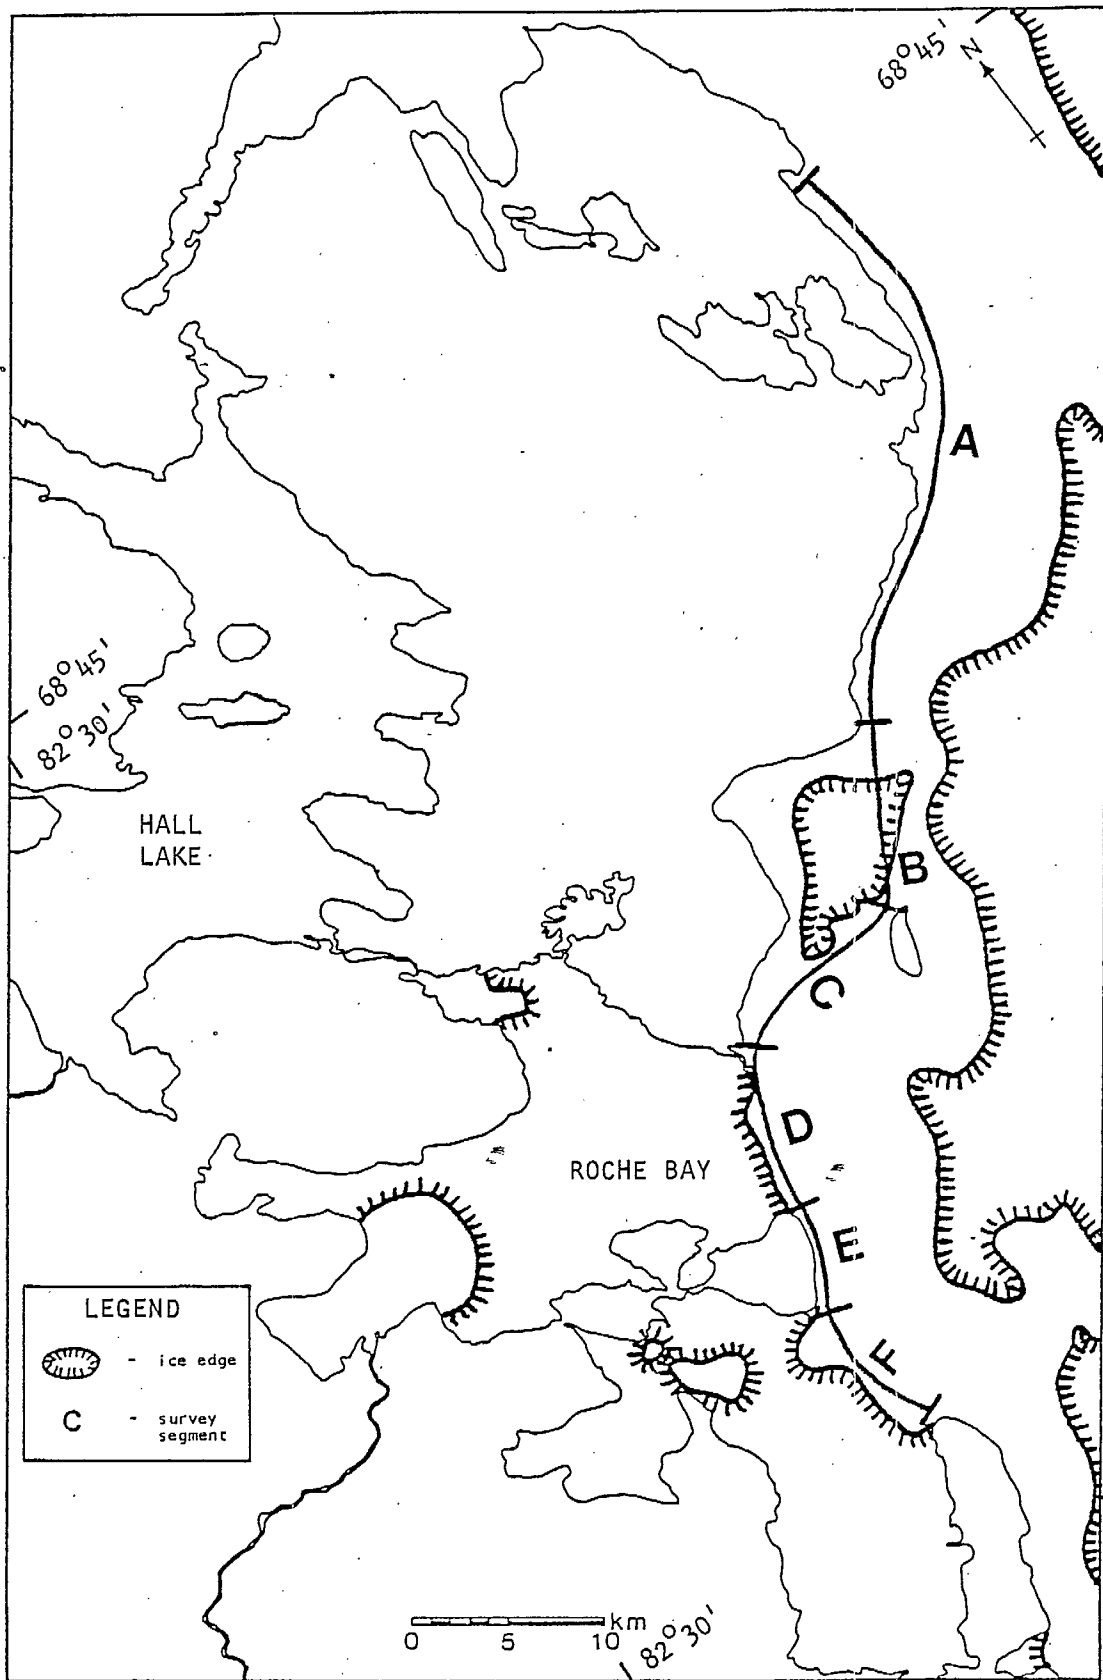 68°45'
N
A
68°45'
82°30'
HALL
LAKE
B
C
D
ROCHE BAY
E
LEGEND
- ice edge
F
C - survey
segment
km
0 5 10
82°30'